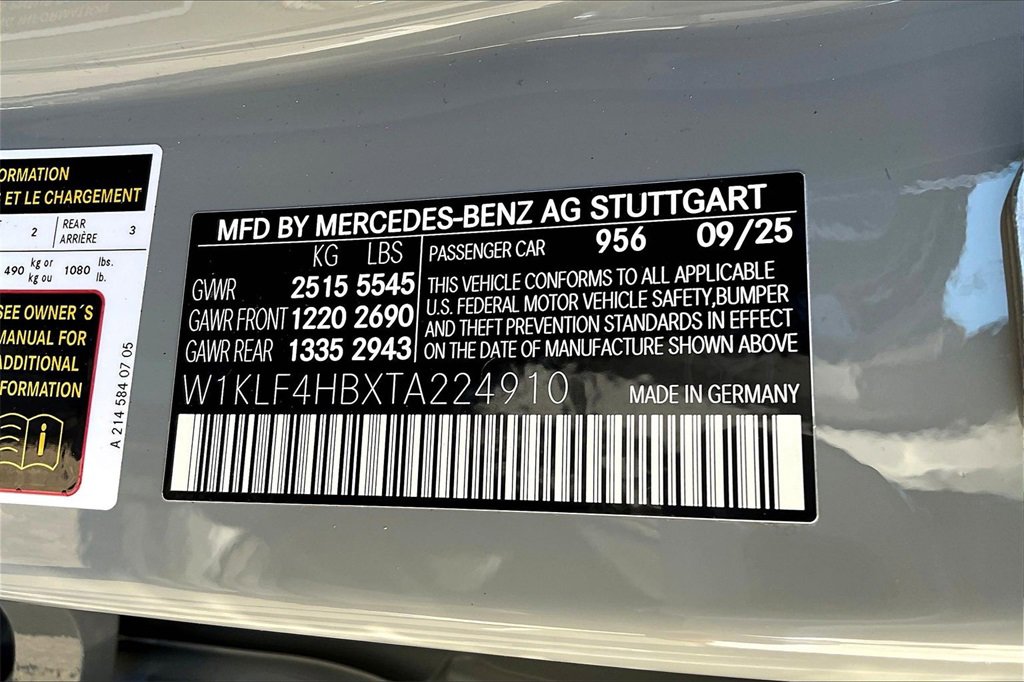 ORMATION
ET LE CHARGEMENT
2 REAR ARRIÈRE 3
490 kg or kg ou 1080 lbs. lb.
SEE OWNER´S
MANUAL FOR
ADDITIONAL
FORMATION
A 214 584 07 05
MFD BY MERCEDES-BENZ AG STUTTGART
KG LBS
PASSENGER CAR 956 09/25
GVWR 2515 5545
GAWR FRONT 1220 2690
GAWR REAR 1335 2943
THIS VEHICLE CONFORMS TO ALL APPLICABLE
U.S. FEDERAL MOTOR VEHICLE SAFETY,BUMPER
AND THEFT PREVENTION STANDARDS IN EFFECT
ON THE DATE OF MANUFACTURE SHOWN ABOVE
W1KLF4HBXTA224910
MADE IN GERMANY